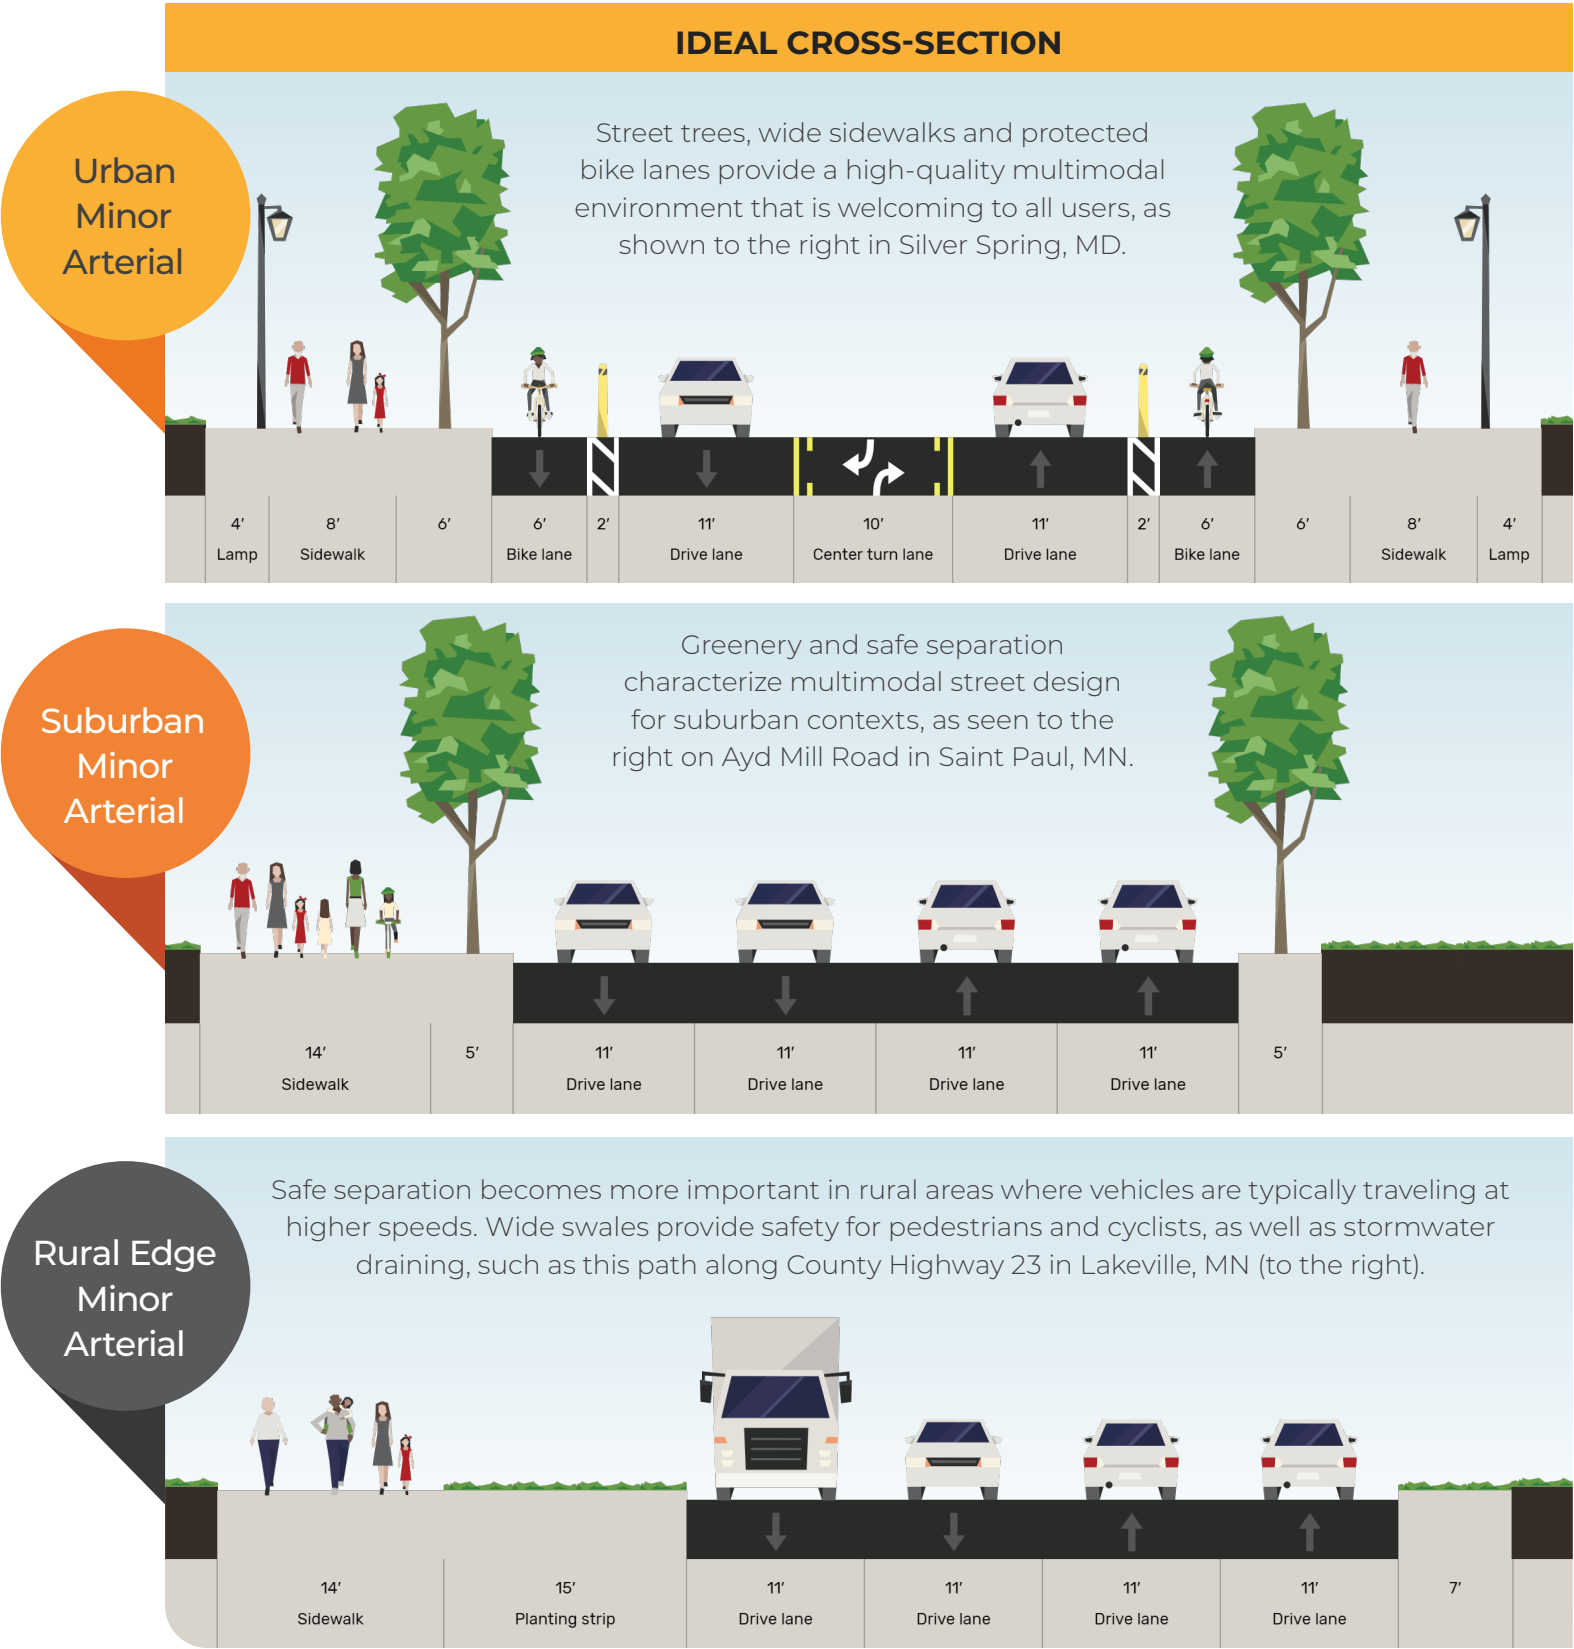 IDEAL CROSS-SECTION
Urban
Minor
Arterial
Street trees, wide sidewalks and protected
bike lanes provide a high-quality multimodal
environment that is welcoming to all users, as
shown to the right in Silver Spring, MD.
4′ 8′ 6′ 6′ 2′ 11′ 10′ 11′ 2′ 6′ 6′ 8′ 4′
Lamp Sidewalk Bike lane Drive lane Center turn lane Drive lane Bike lane Sidewalk Lamp
Suburban
Minor
Arterial
Greenery and safe separation
characterize multimodal street design
for suburban contexts, as seen to the
right on Ayd Mill Road in Saint Paul, MN.
14′ 5′ 11′ 11′ 11′ 11′ 5′
Sidewalk Drive lane Drive lane Drive lane Drive lane
Rural Edge
Minor
Arterial
Safe separation becomes more important in rural areas where vehicles are typically traveling at
higher speeds. Wide swales provide safety for pedestrians and cyclists, as well as stormwater
draining, such as this path along County Highway 23 in Lakeville, MN (to the right).
14′ 15′ 11′ 11′ 11′ 11′ 7′
Sidewalk Planting strip Drive lane Drive lane Drive lane Drive lane